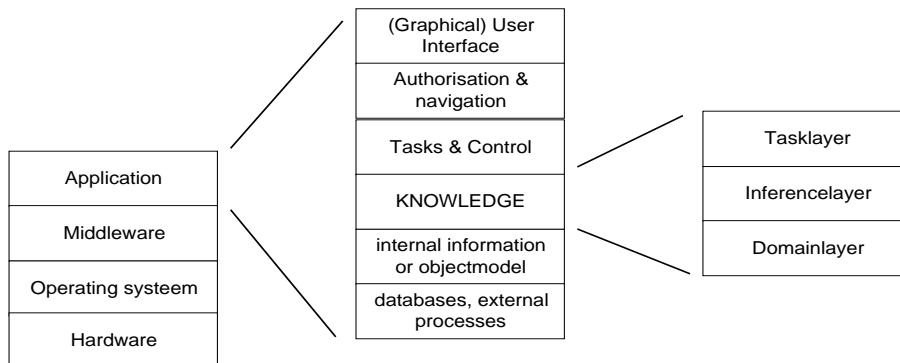 Application
Middleware
Operating systeem
Hardware
(Graphical) User
Interface
Authorisation &
navigation
Tasks & Control
KNOWLEDGE
internal information
or objectmodel
databases, external
processes
Tasklayer
Inferencelayer
Domainlayer